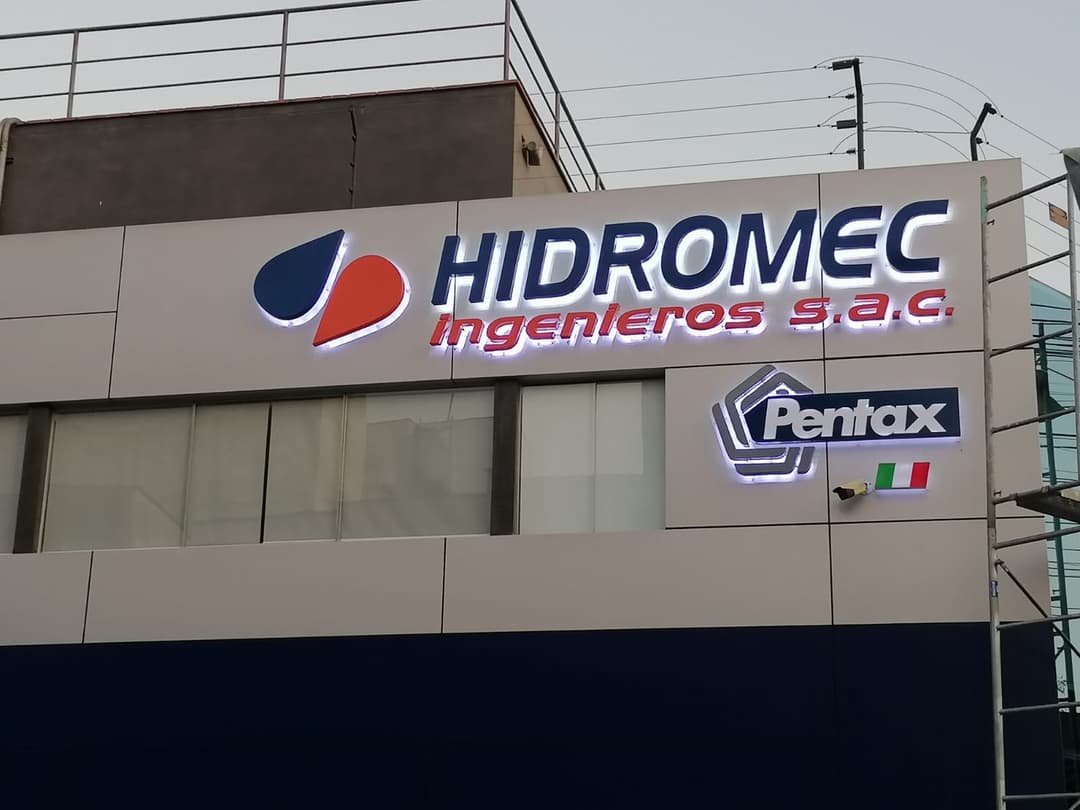 HIDROMEC
ingenieros s.a.c.
Pentax